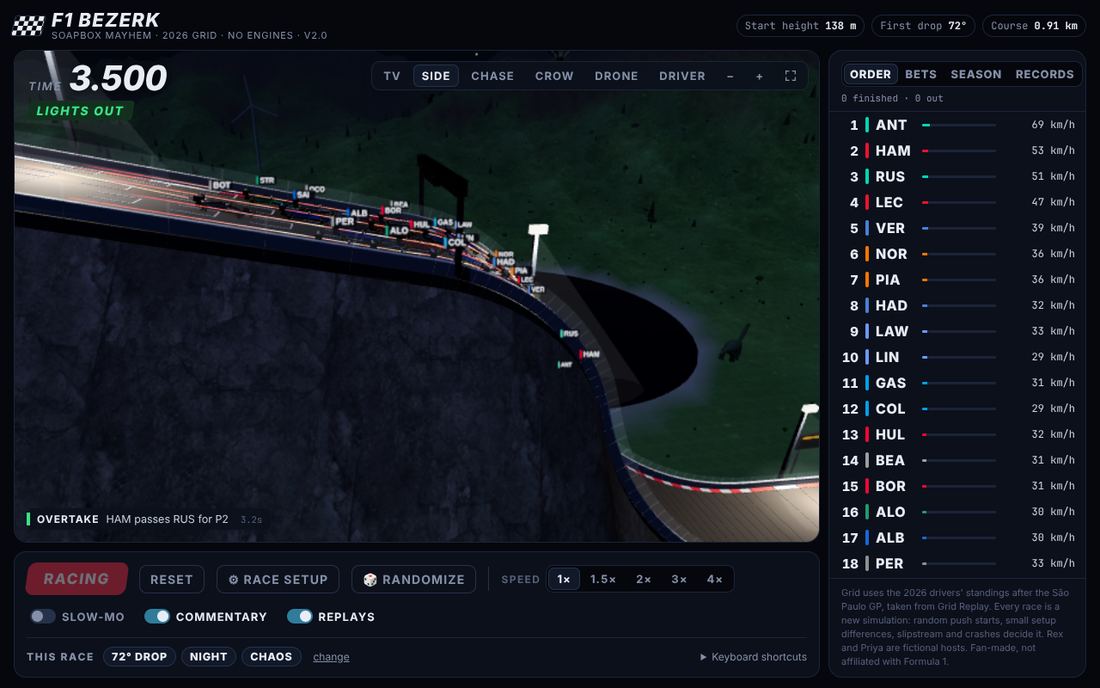 F1 BEZERK
SOAPBOX MAYHEM · 2026 GRID · NO ENGINES · V2.0
Start height 138 m
First drop 72°
Course 0.91 km
TIME 3.500
LIGHTS OUT
TV SIDE CHASE CROW DRONE DRIVER − +
BOT
STR
SAI
OCO
BEA
BOR
ALB
PER
ALO
HUL
GAS
LAW
COL
NOR
HAD
PIA
LEC
VER
RUS
HAM
ANT
OVERTAKE HAM passes RUS for P2 3.2s
RACING RESET RACE SETUP RANDOMIZE SPEED 1× 1.5× 2× 3× 4×
SLOW-MO COMMENTARY REPLAYS
THIS RACE 72° DROP NIGHT CHAOS change
▶ Keyboard shortcuts
ORDER BETS SEASON RECORDS
0 finished · 0 out
1 ANT 69 km/h
2 HAM 53 km/h
3 RUS 51 km/h
4 LEC 47 km/h
5 VER 39 km/h
6 NOR 36 km/h
7 PIA 36 km/h
8 HAD 32 km/h
9 LAW 33 km/h
10 LIN 29 km/h
11 GAS 31 km/h
12 COL 29 km/h
13 HUL 32 km/h
14 BEA 31 km/h
15 BOR 31 km/h
16 ALO 30 km/h
17 ALB 30 km/h
18 PER 33 km/h
Grid uses the 2026 drivers' standings after the São
Paulo GP, taken from Grid Replay. Every race is a
new simulation: random push starts, small setup
differences, slipstream and crashes decide it. Rex
and Priya are fictional hosts. Fan-made, not
affiliated with Formula 1.